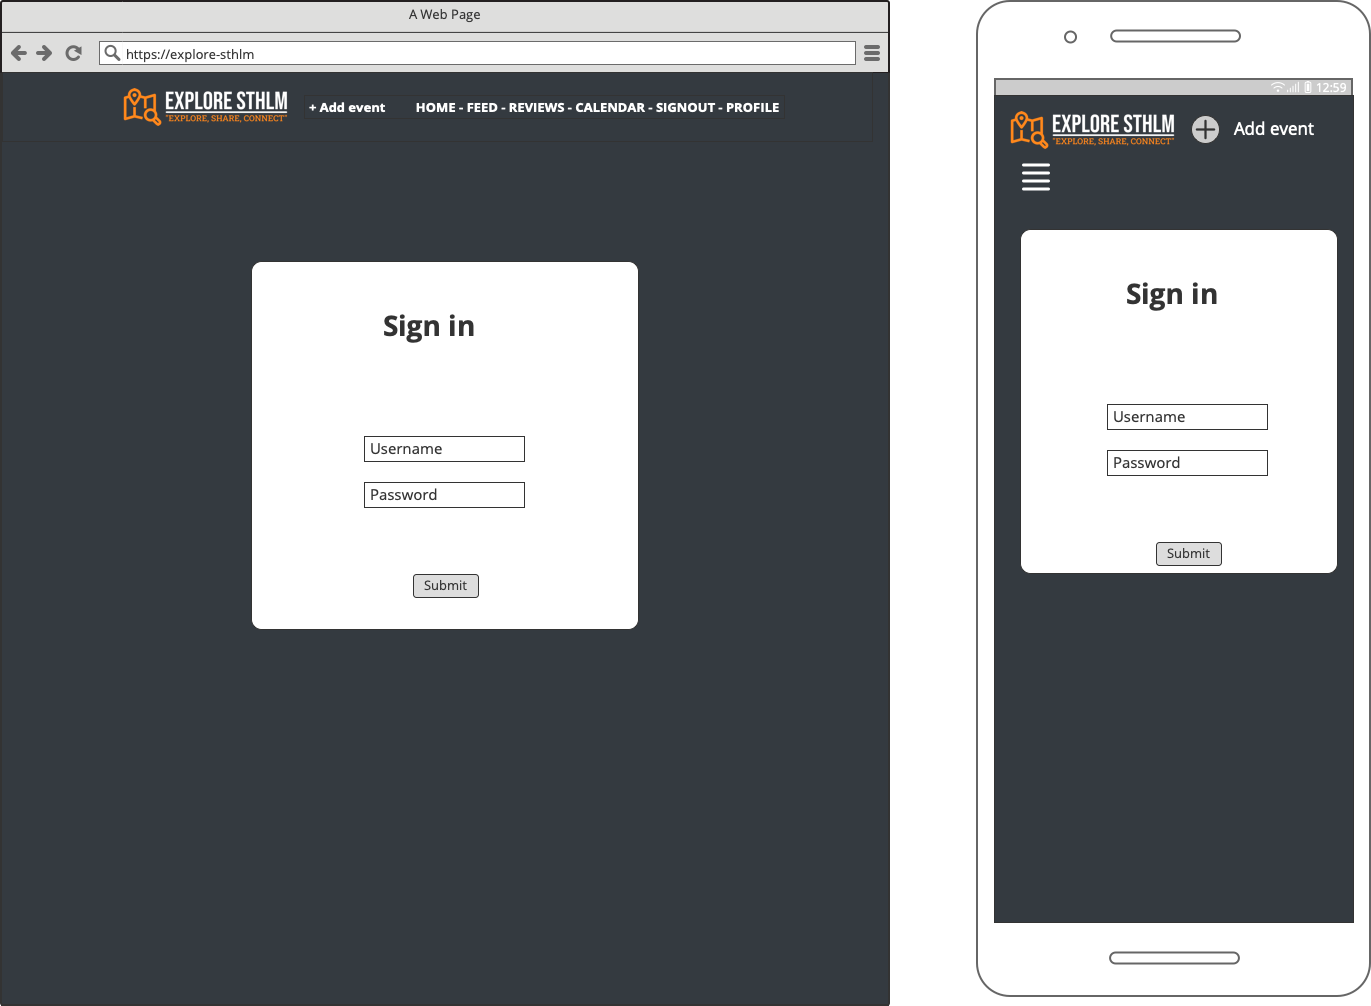 A Web Page
https://explore-sthlm
EXPLORE STHLM
"EXPLORE, SHARE, CONNECT"
+ Add event
HOME - FEED - REVIEWS - CALENDAR - SIGNOUT - PROFILE
Sign in
Username
Password
Submit
12:59
EXPLORE STHLM
"EXPLORE, SHARE, CONNECT"
Add event
Sign in
Username
Password
Submit